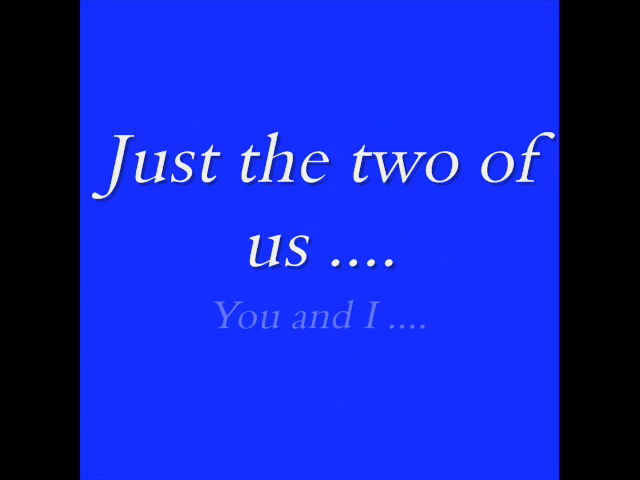 Just the two of
us ....
You and I ....